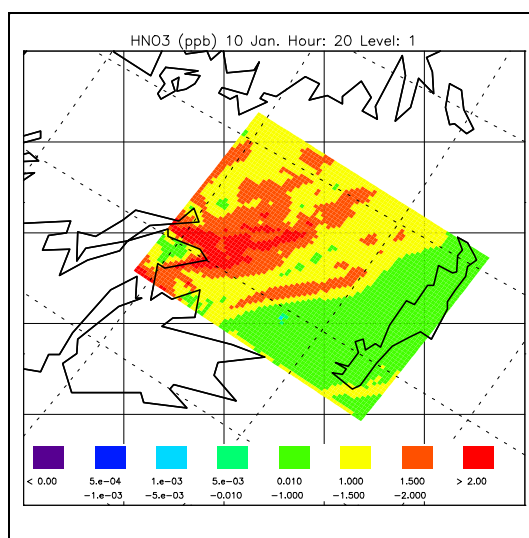 HNO3 (ppb) 10 Jan. Hour: 20 Level: 1
< 0.00 5.e-04 1.e-03 5.e-03 0.010 1.000 1.500 > 2.00
-1.e-03 -5.e-03 -0.010 -1.000 -1.500 -2.000